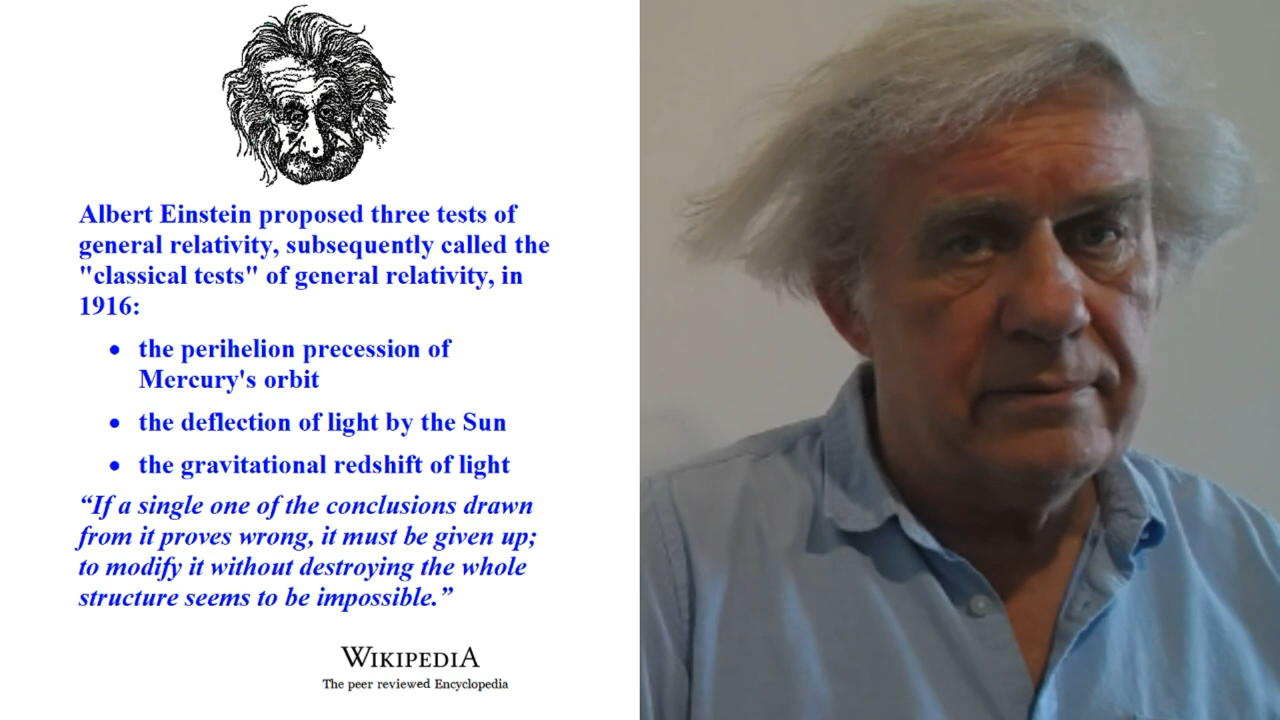 Albert Einstein proposed three tests of
general relativity, subsequently called the
"classical tests" of general relativity, in
1916:
• the perihelion precession of
Mercury's orbit
• the deflection of light by the Sun
• the gravitational redshift of light
“If a single one of the conclusions drawn
from it proves wrong, it must be given up;
to modify it without destroying the whole
structure seems to be impossible.”
WIKIPEDIA
The peer reviewed Encyclopedia